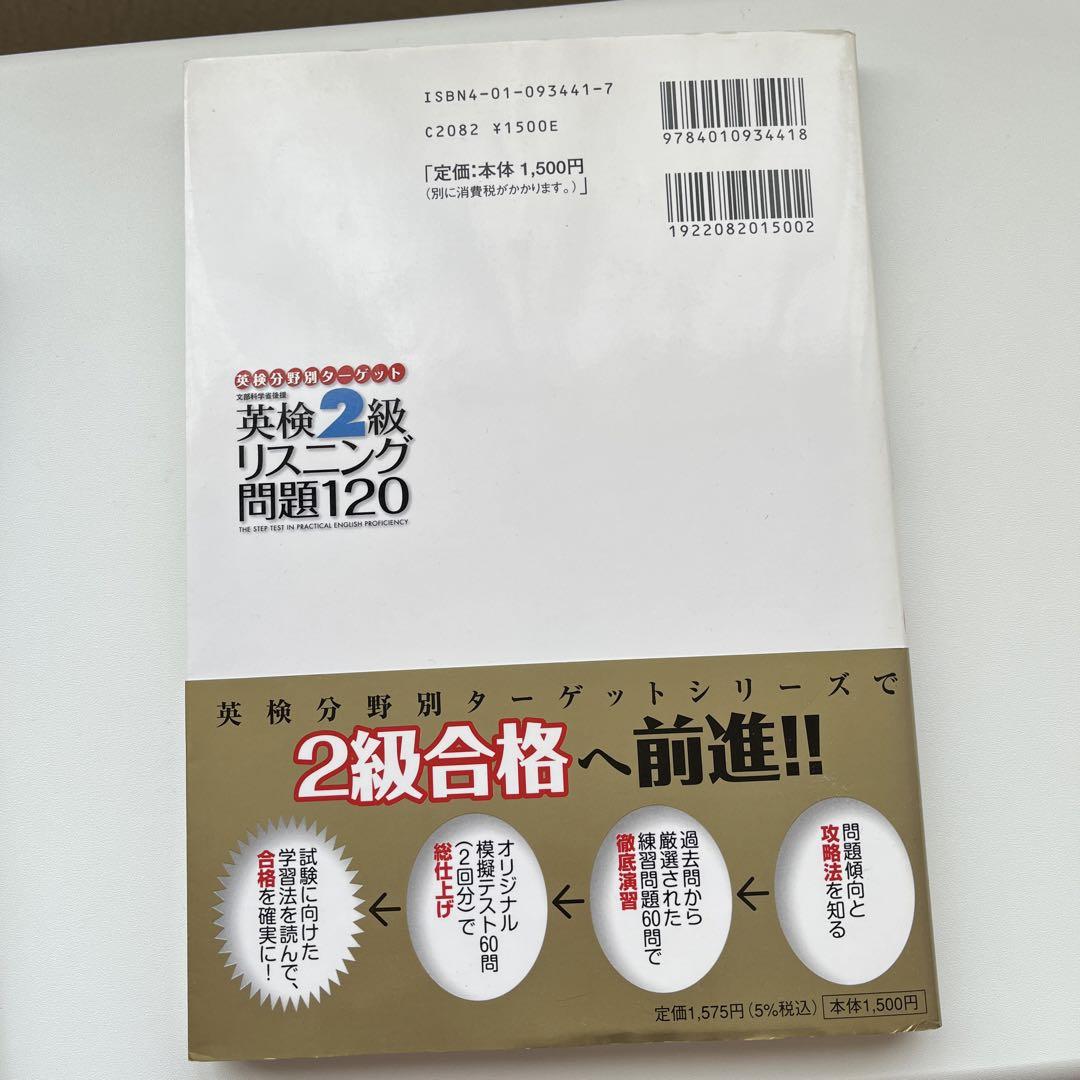 ISBN4-01-093441-7
C2082 ¥1500E
「定価:本体 1,500円
(別に消費税がかかります。)」
9784010934418
1922082015002
英検分野別ターゲット
文部科学省後援
英検2級
リスニング
問題120
THE STEP TEST IN PRACTICAL ENGLISH PROFICIENCY
英検分野別ターゲットシリーズで
2級合格へ前進!!
問題傾向と
攻略法を知る
過去問から
厳選された
練習問題60問で
徹底演習
オリジナル
模擬テスト60問
(2回分)で
総仕上げ
試験に向けた
学習法を読んで、
合格を確実に!
定価1,575円(5%税込) 本体1,500円